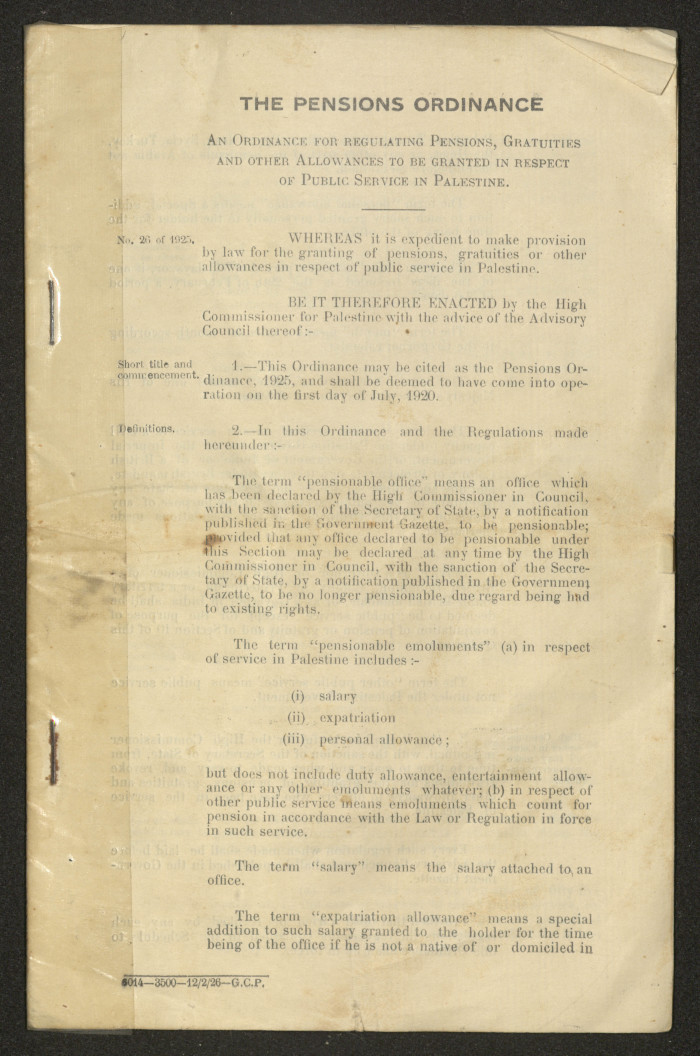 THE PENSIONS ORDINANCE
AN ORDINANCE FOR REGULATING PENSIONS, GRATUITIES
AND OTHER ALLOWANCES TO BE GRANTED IN RESPECT
OF PUBLIC SERVICE IN PALESTINE.
No. 26 of 1925.
WHEREAS it is expedient to make provision
by law for the granting of pensions, gratuities or other
allowances in respect of public service in Palestine.
BE IT THEREFORE ENACTED by the High
Commissioner for Palestine with the advice of the Advisory
Council thereof :-
Short title and
commencement.
1.—This Ordinance may be cited as the Pensions Or-
dinance, 1925, and shall be deemed to have come into ope-
ration on the first day of July, 1920.
Definitions.
2.—In this Ordinance and the Regulations made
hereunder :-
The term "pensionable office" means an office which
has been declared by the High Commissioner in Council,
with the sanction of the Secretary of State, by a notification
published in the Government Gazette, to be pensionable;
provided that any office declared to be pensionable under
this Section may be declared at any time by the High
Commissioner in Council, with the sanction of the Secre-
tary of State, by a notification published in the Government
Gazette, to be no longer pensionable, due regard being had
to existing rights.
The term "pensionable emoluments" (a) in respect
of service in Palestine includes :-
(i) salary
(ii) expatriation
(iii) personal allowance ;
but does not include duty allowance, entertainment allow-
ance or any other emoluments whatever; (b) in respect of
other public service means emoluments which count for
pension in accordance with the Law or Regulation in force
in such service.
The term "salary" means the salary attached to an
office.
The term "expatriation allowance" means a special
addition to such salary granted to the holder for the time
being of the office if he is not a native of or domiciled in
6014—3500—12/2/26—G.C.P.